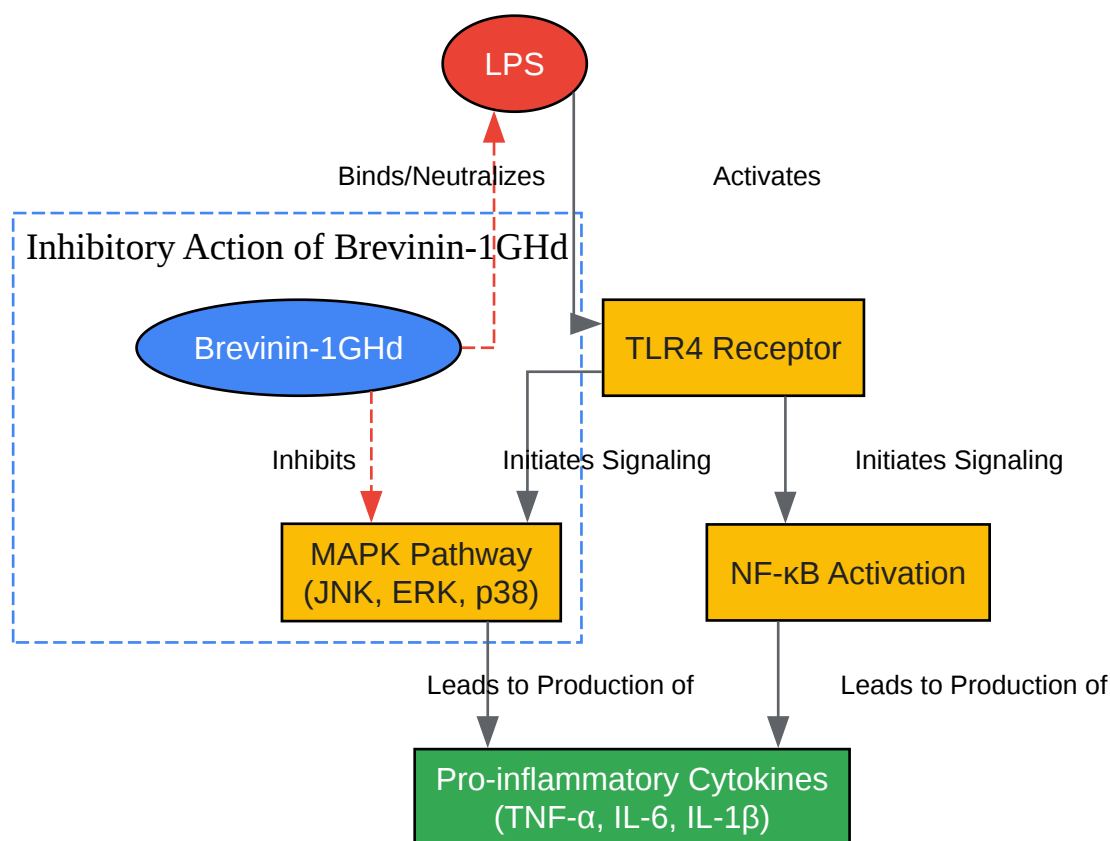 LPS
Binds/Neutralizes
Activates
Inhibitory Action of Brevinin-1GHd
Brevinin-1GHd
TLR4 Receptor
Inhibits
Initiates Signaling
Initiates Signaling
MAPK Pathway
(JNK, ERK, p38)
NF-κB Activation
Leads to Production of
Leads to Production of
Pro-inflammatory Cytokines
(TNF-α, IL-6, IL-1β)